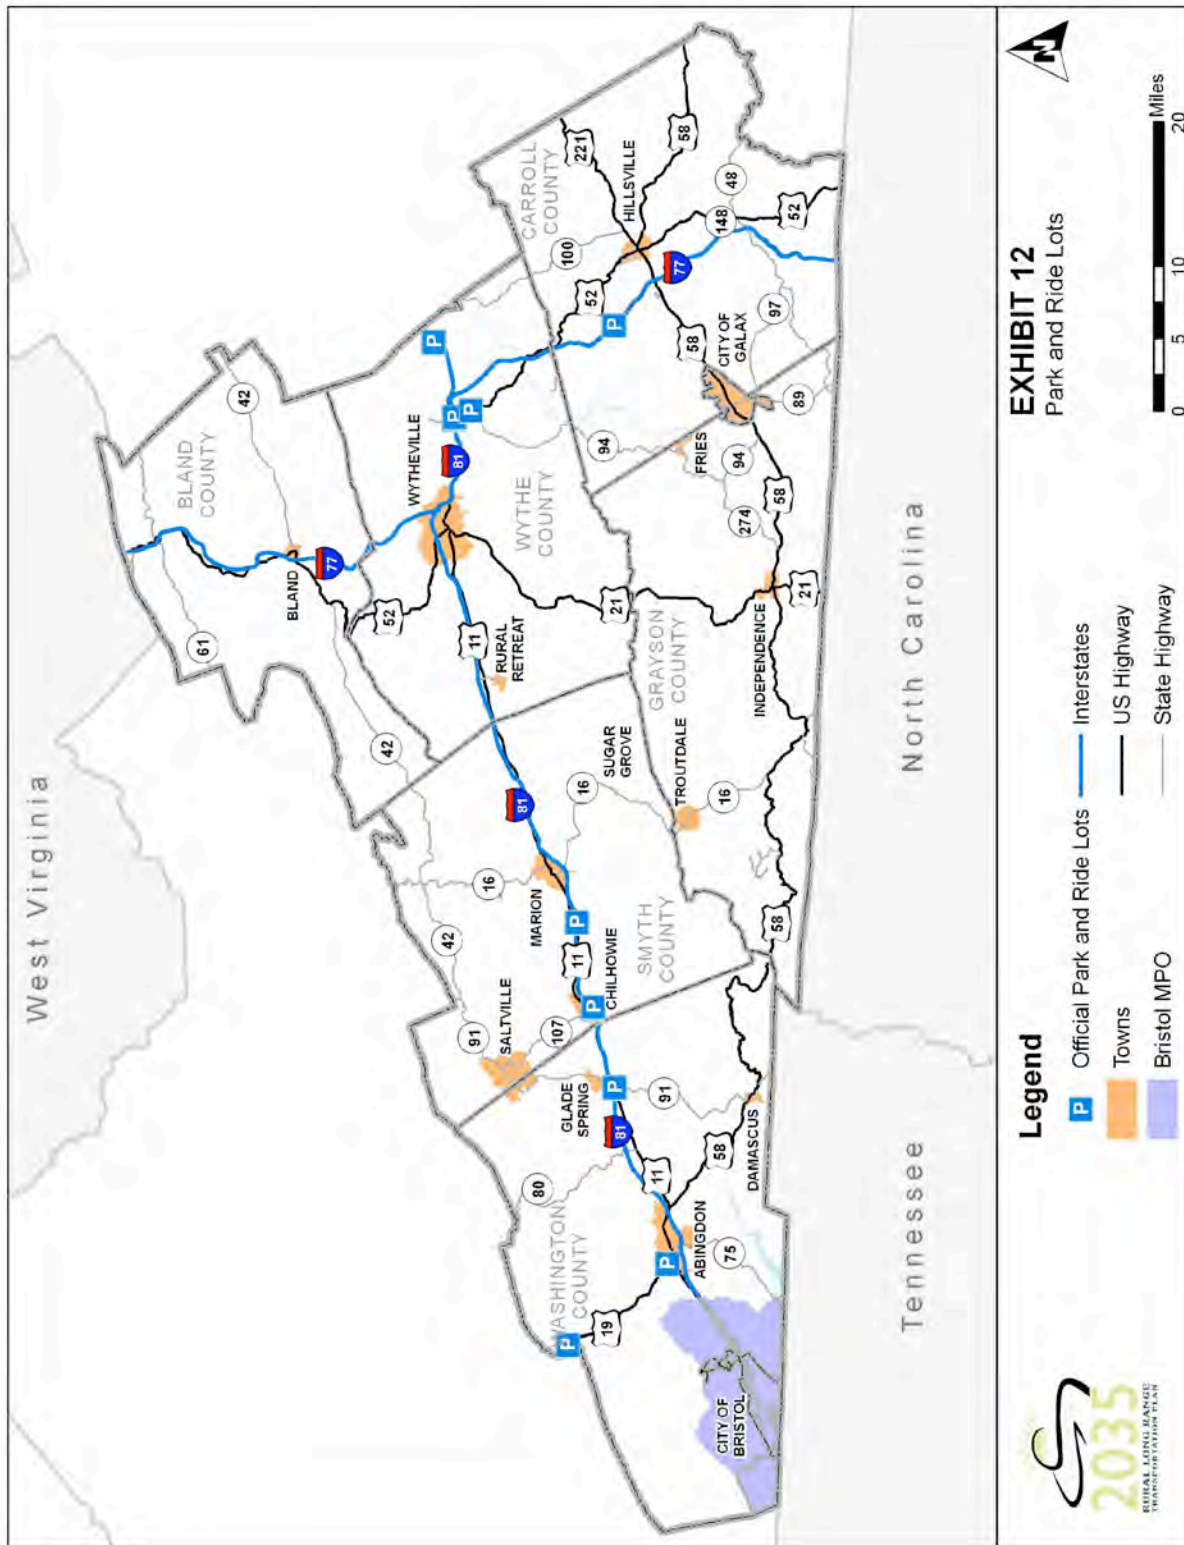 West Virginia
BLAND
COUNTY
42
61
BLAND
77
52
42
WYTHEVILLE
81
P
P
P
WYTHE
COUNTY
11
RURAL
RETREAT
21
CARROLL
COUNTY
100
221
52
HILLSVILLE
58
P
77
148
48
52
58
CITY OF
GALAX
97
89
94
FRIES
94
274
58
GRAYSON
COUNTY
INDEPENDENCE
21
TROUTDALE
16
SUGAR
GROVE
16
81
16
MARION
P
SMYTH
COUNTY
42
11
CHILHOWIE
P
91
SALTVILLE
107
58
GLADE
SPRING
P
91
81
DAMASCUS
58
80
11
WASHINGTON
COUNTY
ABINGDON
P
75
19
P
CITY OF
BRISTOL
Tennessee
North Carolina
2035
RURAL LONG RANGE
TRANSPORTATION PLAN
Legend
P Official Park and Ride Lots
Towns
Bristol MPO
Interstates
US Highway
State Highway
EXHIBIT 12
Park and Ride Lots
N
0 5 10 20
Miles